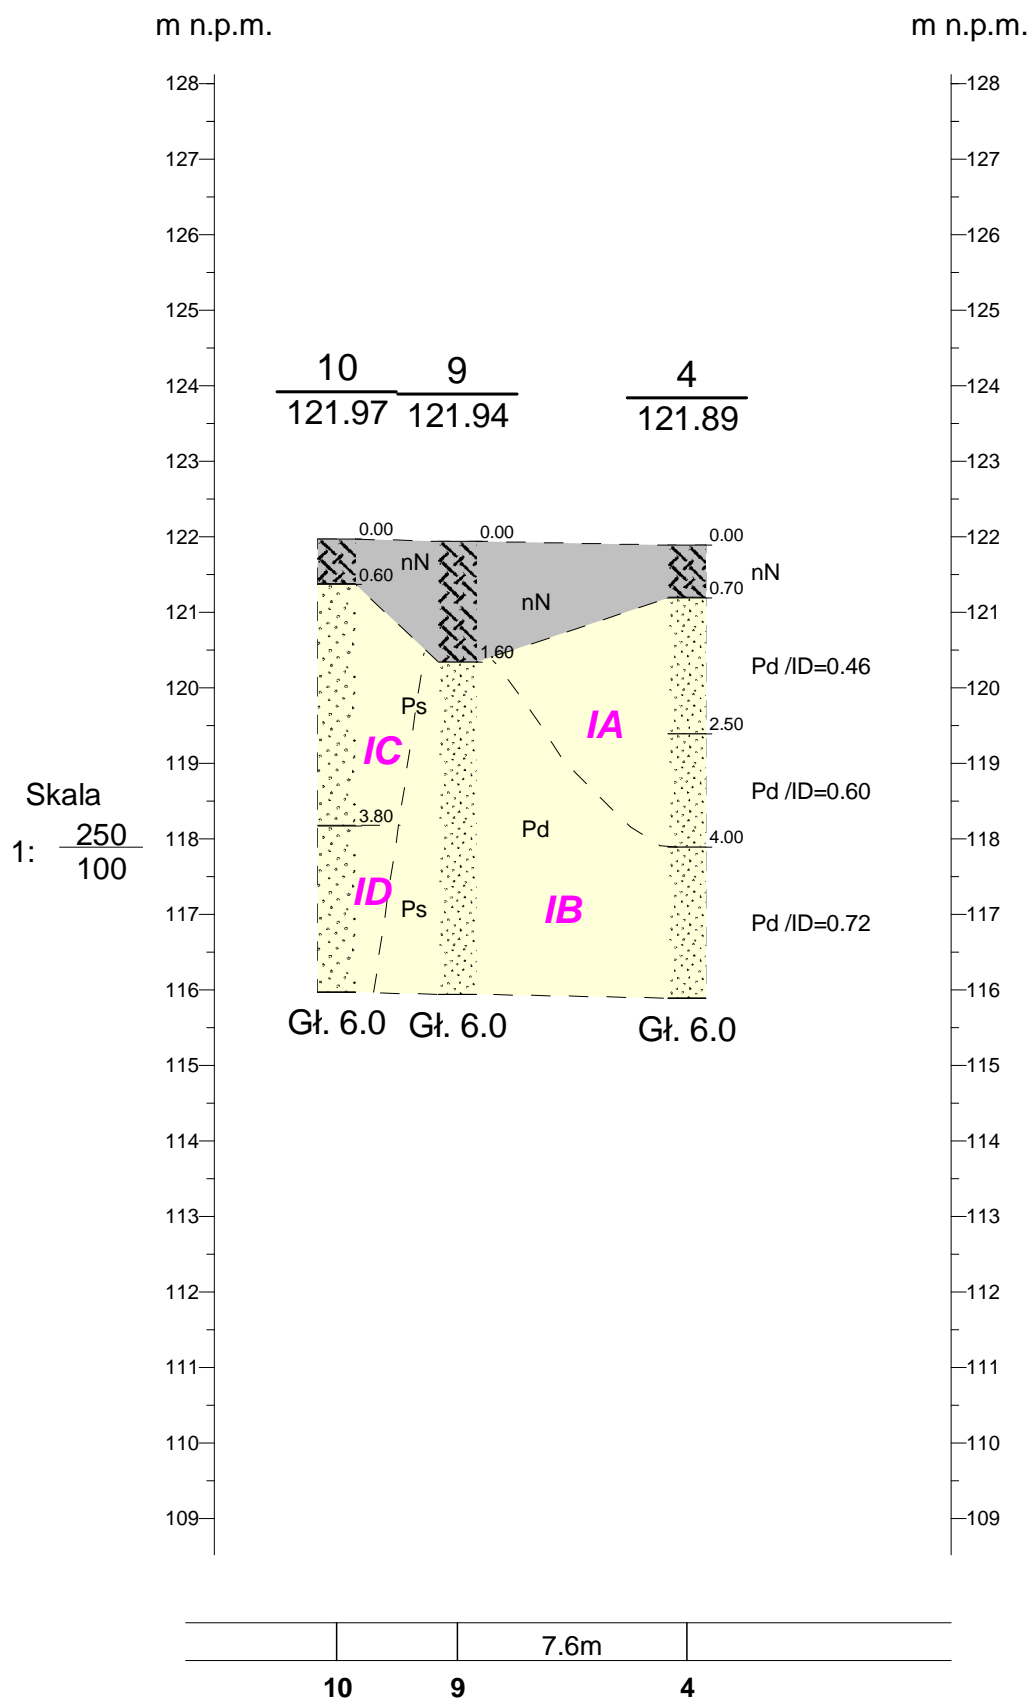 m n.p.m. m n.p.m.
128 128
127 127
126 126
125 125
124 124
123 123
122 122
121 121
120 120
119 119
118 118
117 117
116 116
115 115
114 114
113 113
112 112
111 111
110 110
109 109
10 9 4
121.97 121.94 121.89
0.00 0.00 0.00
nN nN nN
0.60 0.70
1.60
Pd /ID=0.46
Ps
IA
2.50
IC
Pd /ID=0.60
3.80
Pd
4.00
ID
Ps
IB
Pd /ID=0.72
Gł. 6.0 Gł. 6.0 Gł. 6.0
Skala
1: 250
100
7.6m
10 9 4